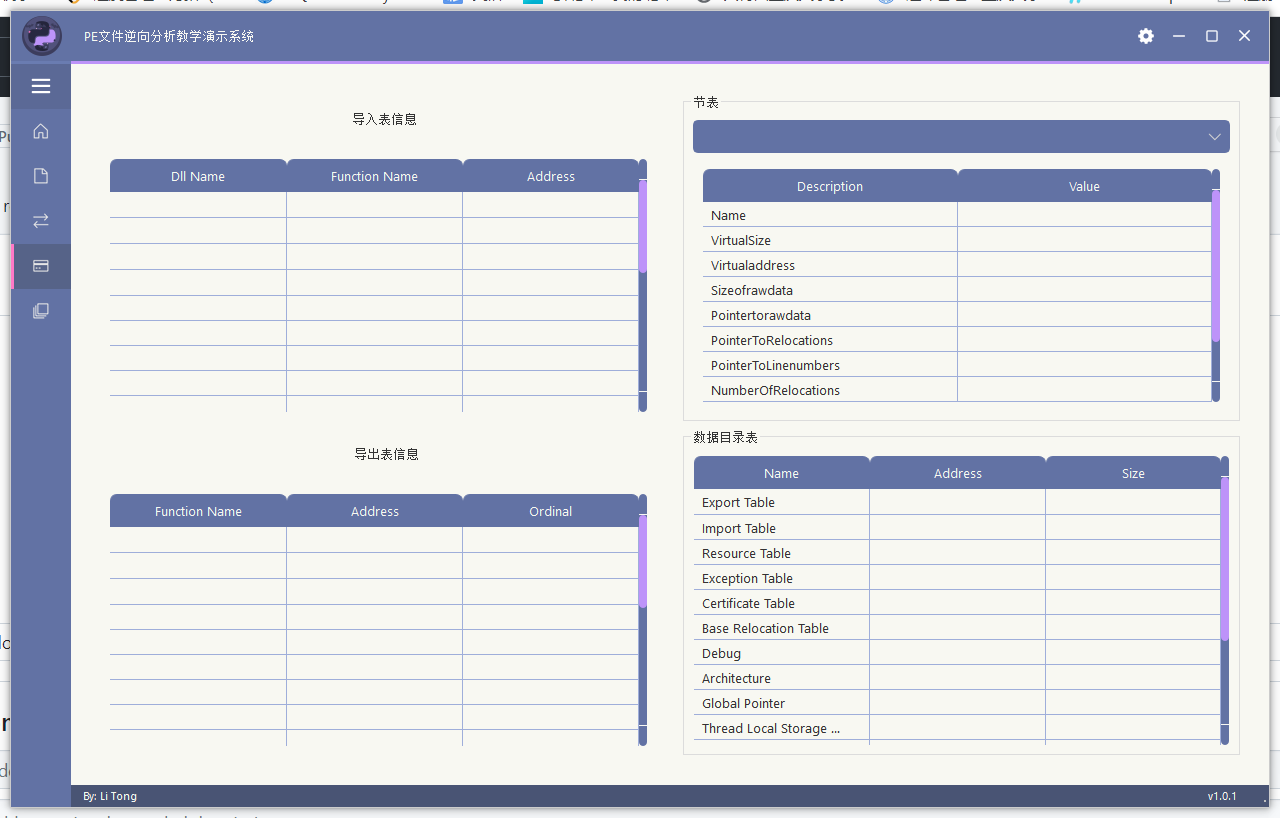 PE文件逆向分析教学演示系统
导入表信息
Dll Name Function Name Address
导出表信息
Function Name Address Ordinal
节表
Description Value
Name
VirtualSize
Virtualaddress
Sizeofrawdata
Pointertorawdata
PointerToRelocations
PointerToLinenumbers
NumberOfRelocations
数据目录表
Name Address Size
Export Table
Import Table
Resource Table
Exception Table
Certificate Table
Base Relocation Table
Debug
Architecture
Global Pointer
Thread Local Storage ...
By: Li Tong
v1.0.1